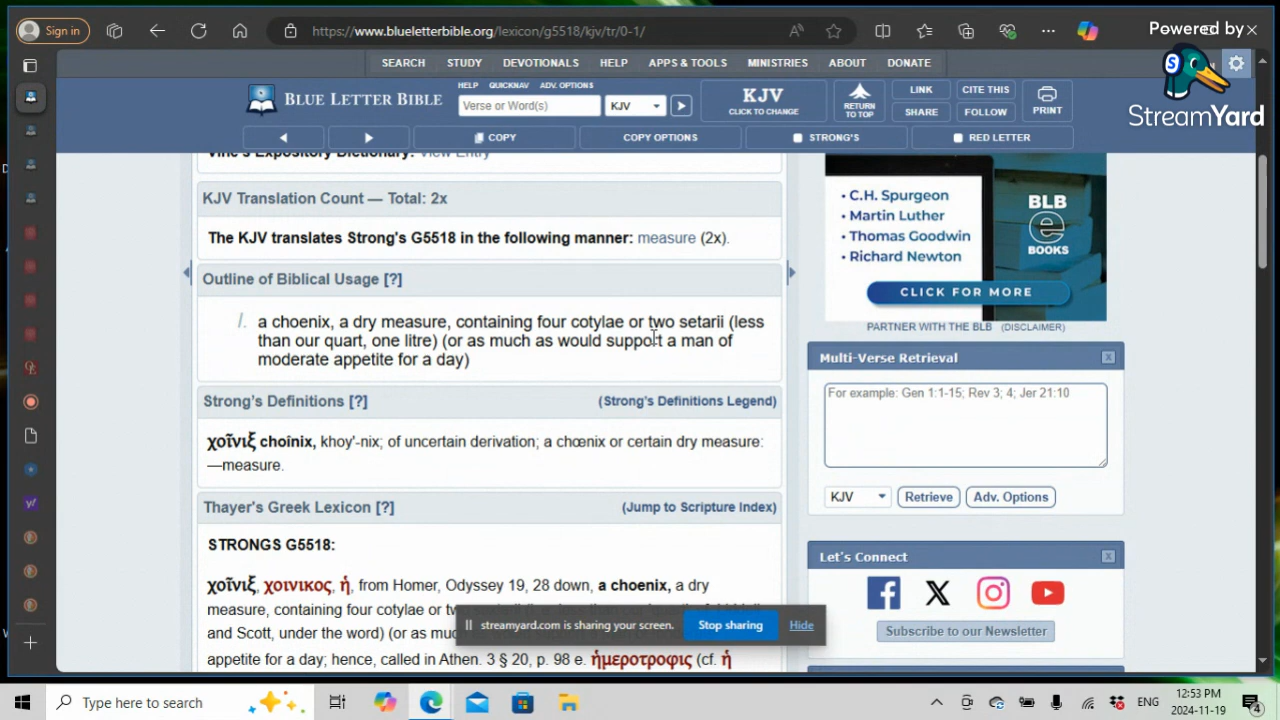 Sign in
https://www.blueletterbible.org/lexicon/g5518/kjv/tr/0-1/
Powered by
StreamYard
SEARCH STUDY DEVOTIONALS HELP APPS & TOOLS MINISTRIES ABOUT DONATE
BLUE LETTER BIBLE
HELP QUICKNAV ADV. OPTIONS
Verse or Word(s) KJV
KJV
CLICK TO CHANGE
RETURN
TO TOP
LINK CITE THIS
SHARE FOLLOW
PRINT
COPY COPY OPTIONS STRONG'S RED LETTER
Vine's Expository Dictionary: View Entry
KJV Translation Count — Total: 2x
The KJV translates Strong's G5518 in the following manner: measure (2x).
Outline of Biblical Usage [?]
I. a choenix, a dry measure, containing four cotylae or two setarii (less
than our quart, one litre) (or as much as would support a man of
moderate appetite for a day)
Strong's Definitions [?] (Strong's Definitions Legend)
χοῖνιξ choînix, khoy'-nix; of uncertain derivation; a chœnix or certain dry measure:
—measure.
Thayer's Greek Lexicon [?] (Jump to Scripture Index)
STRONGS G5518:
χοῖνιξ, χοινικος, ἡ, from Homer, Odyssey 19, 28 down, a choenix, a dry
measure, containing four cotylae or
and Scott, under the word) (or as
appetite for a day; hence, called in Athen. 3 § 20, p. 98 e. ἡμεροτροφις (cf. ἡ
• C.H. Spurgeon
• Martin Luther
• Thomas Goodwin
• Richard Newton
BLB
e
BOOKS
CLICK FOR MORE
PARTNER WITH THE BLB (DISCLAIMER)
Multi-Verse Retrieval
For example: Gen 1:1-15; Rev 3; 4; Jer 21:10
KJV Retrieve Adv. Options
Let's Connect
Subscribe to our Newsletter
streamyard.com is sharing your screen. Stop sharing Hide
Type here to search
ENG
12:53 PM
2024-11-19
4